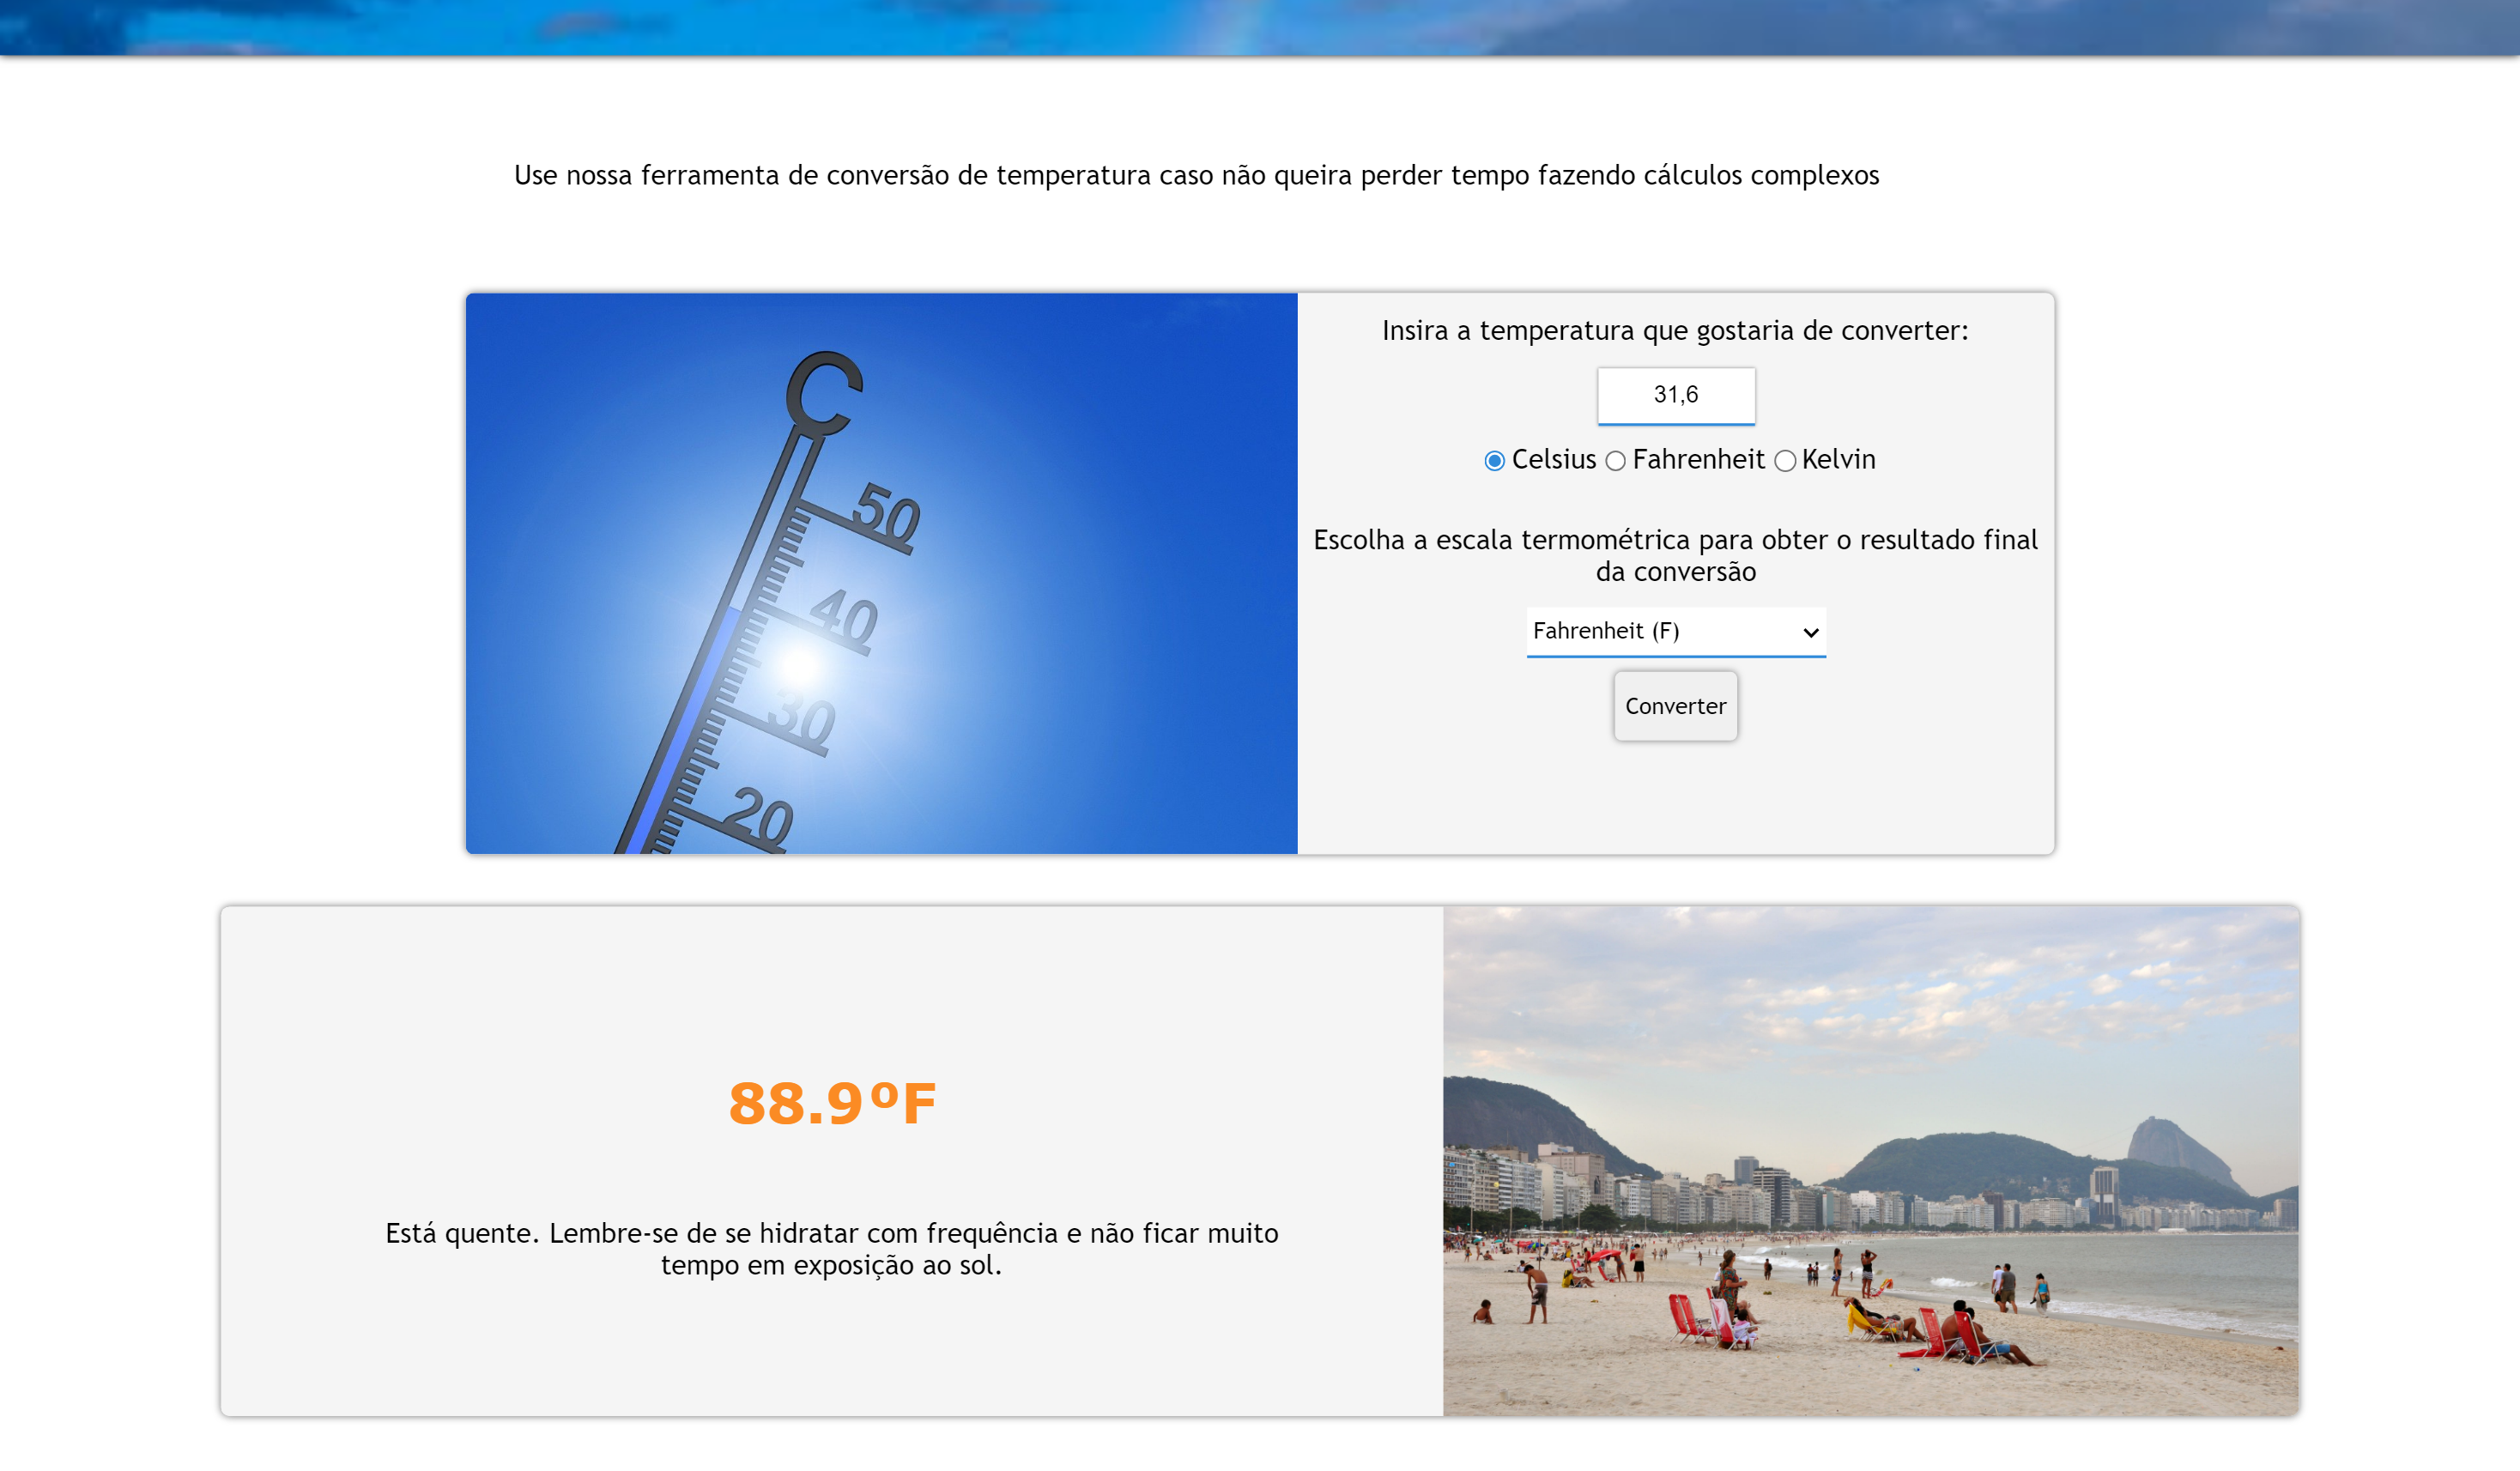 Use nossa ferramenta de conversão de temperatura caso não queira perder tempo fazendo cálculos complexos
C
50
40
30
20
Insira a temperatura que gostaria de converter:
31,6
Celsius Fahrenheit Kelvin
Escolha a escala termométrica para obter o resultado final
da conversão
Fahrenheit (F)
Converter
88.9ºF
Está quente. Lembre-se de se hidratar com frequência e não ficar muito
tempo em exposição ao sol.